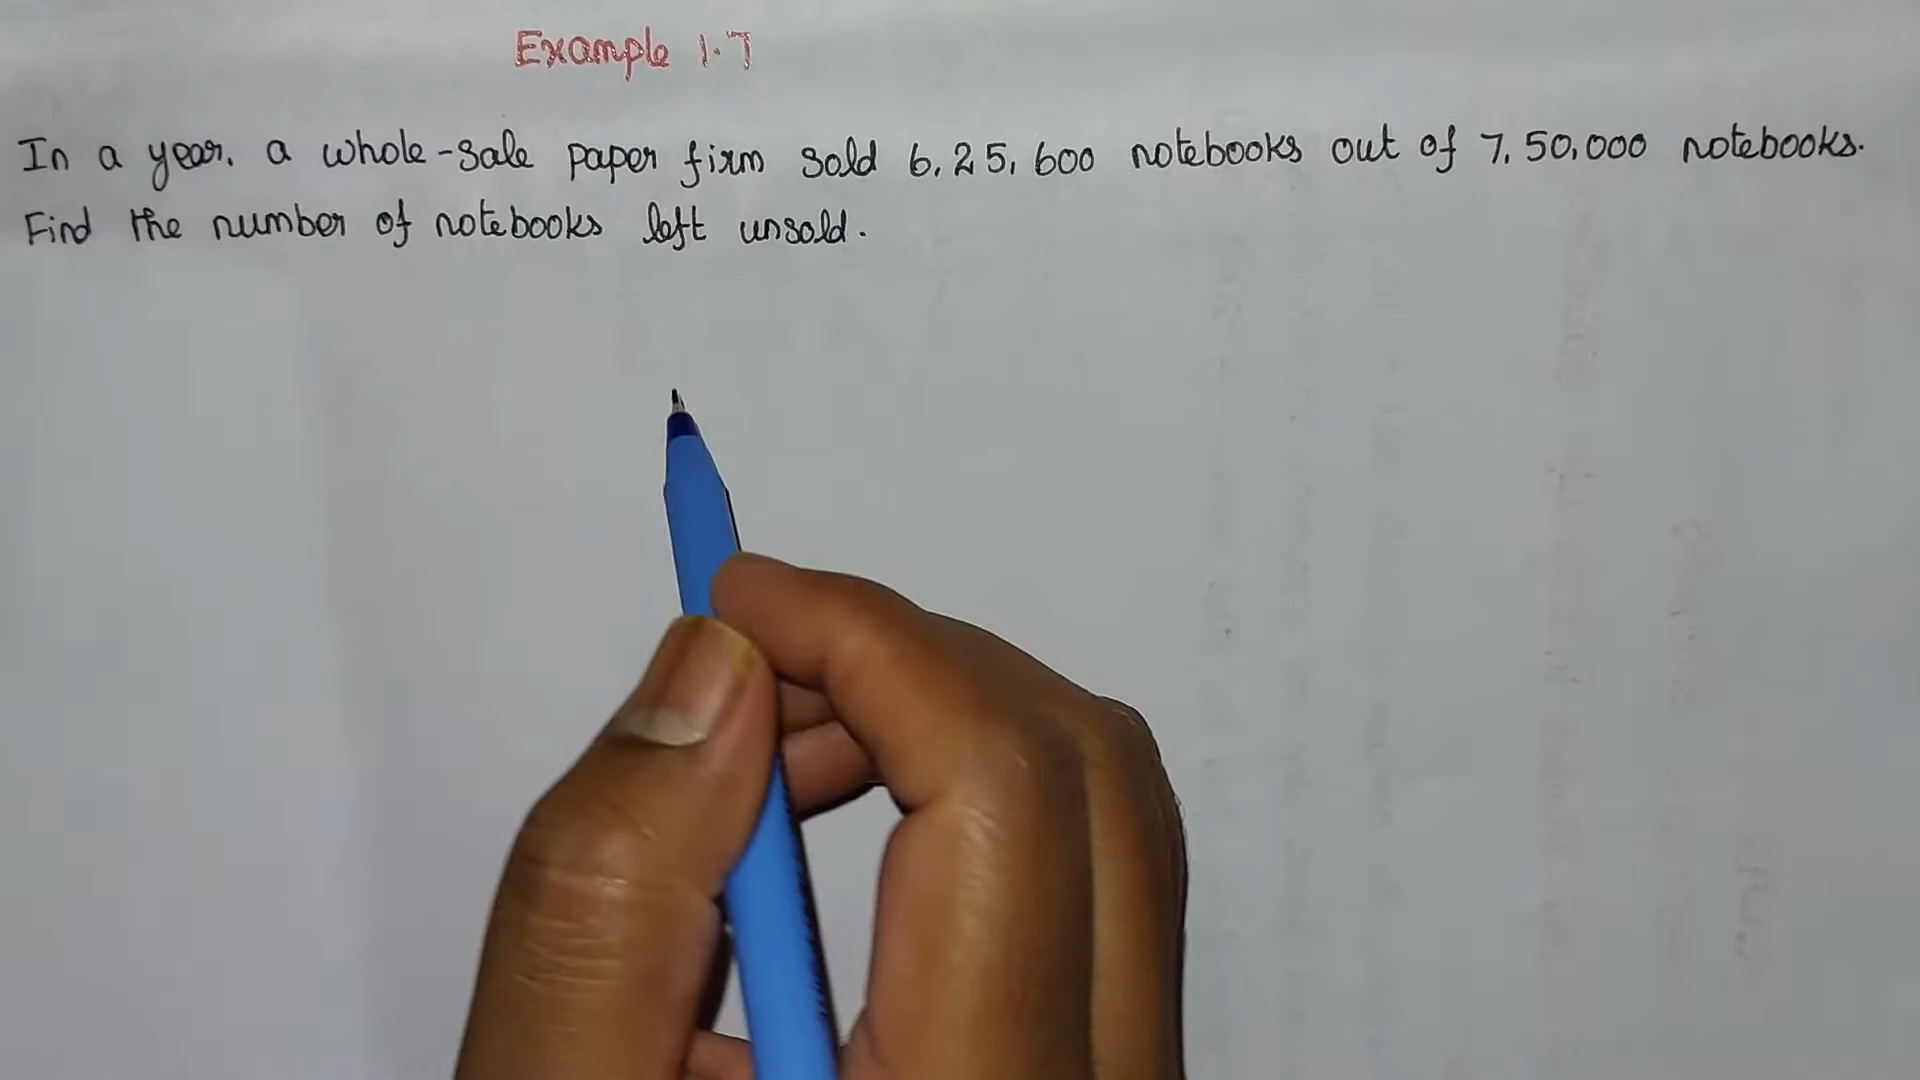 Example 1.7
In a year, a whole-sale paper firm sold 6,25,600 notebooks out of 7,50,000 notebooks.
Find the number of notebooks left unsold.